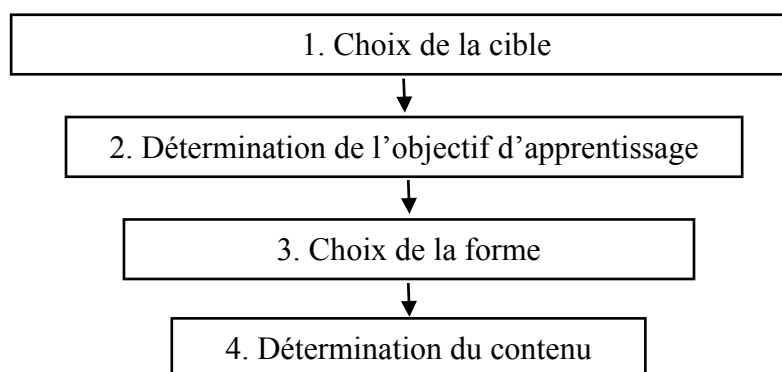 1. Choix de la cible
2. Détermination de l’objectif d’apprentissage
3. Choix de la forme
4. Détermination du contenu